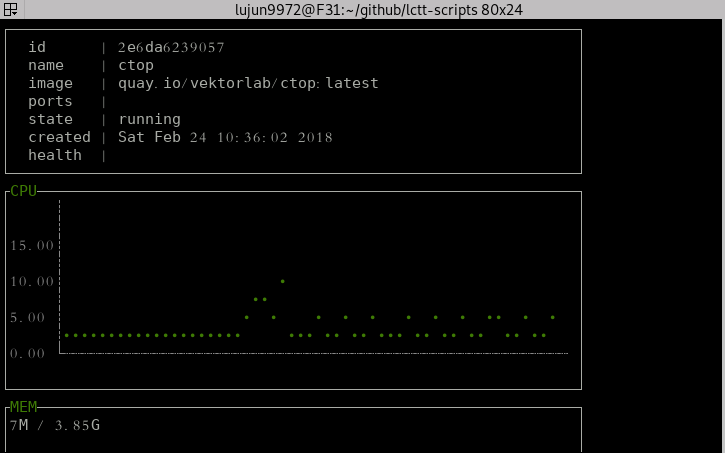 lujun9972@F31:~/github/lctt-scripts 80x24
id | 2e6da6239057
name | ctop
image | quay.io/vektorlab/ctop:latest
ports |
state | running
created | Sat Feb 24 10:36:02 2018
health |
CPU
15.00
10.00
5.00
0.00
MEM
7M / 3.85G